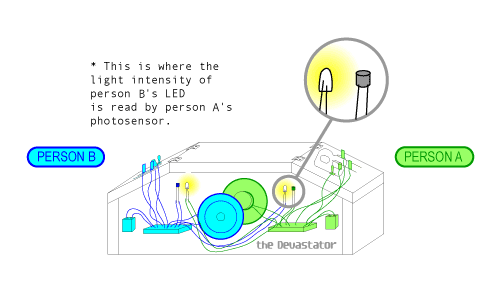 * This is where the
light intensity of
person B's LED
is read by person A's
photosensor.
PERSON B
PERSON A
the Devastator